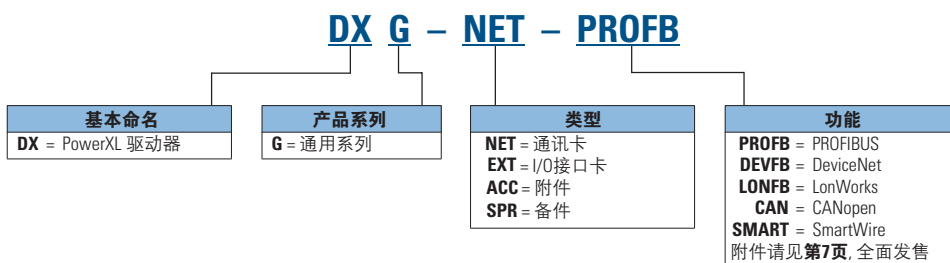 DX G – NET – PROFB
基本命名
DX = PowerXL 驱动器
产品系列
G = 通用系列
类型
NET = 通讯卡
EXT = I/O接口卡
ACC = 附件
SPR = 备件
功能
PROFB = PROFIBUS
DEVFB = DeviceNet
LONFB = LonWorks
CAN = CANopen
SMART = SmartWire
附件请见第7页, 全面发售